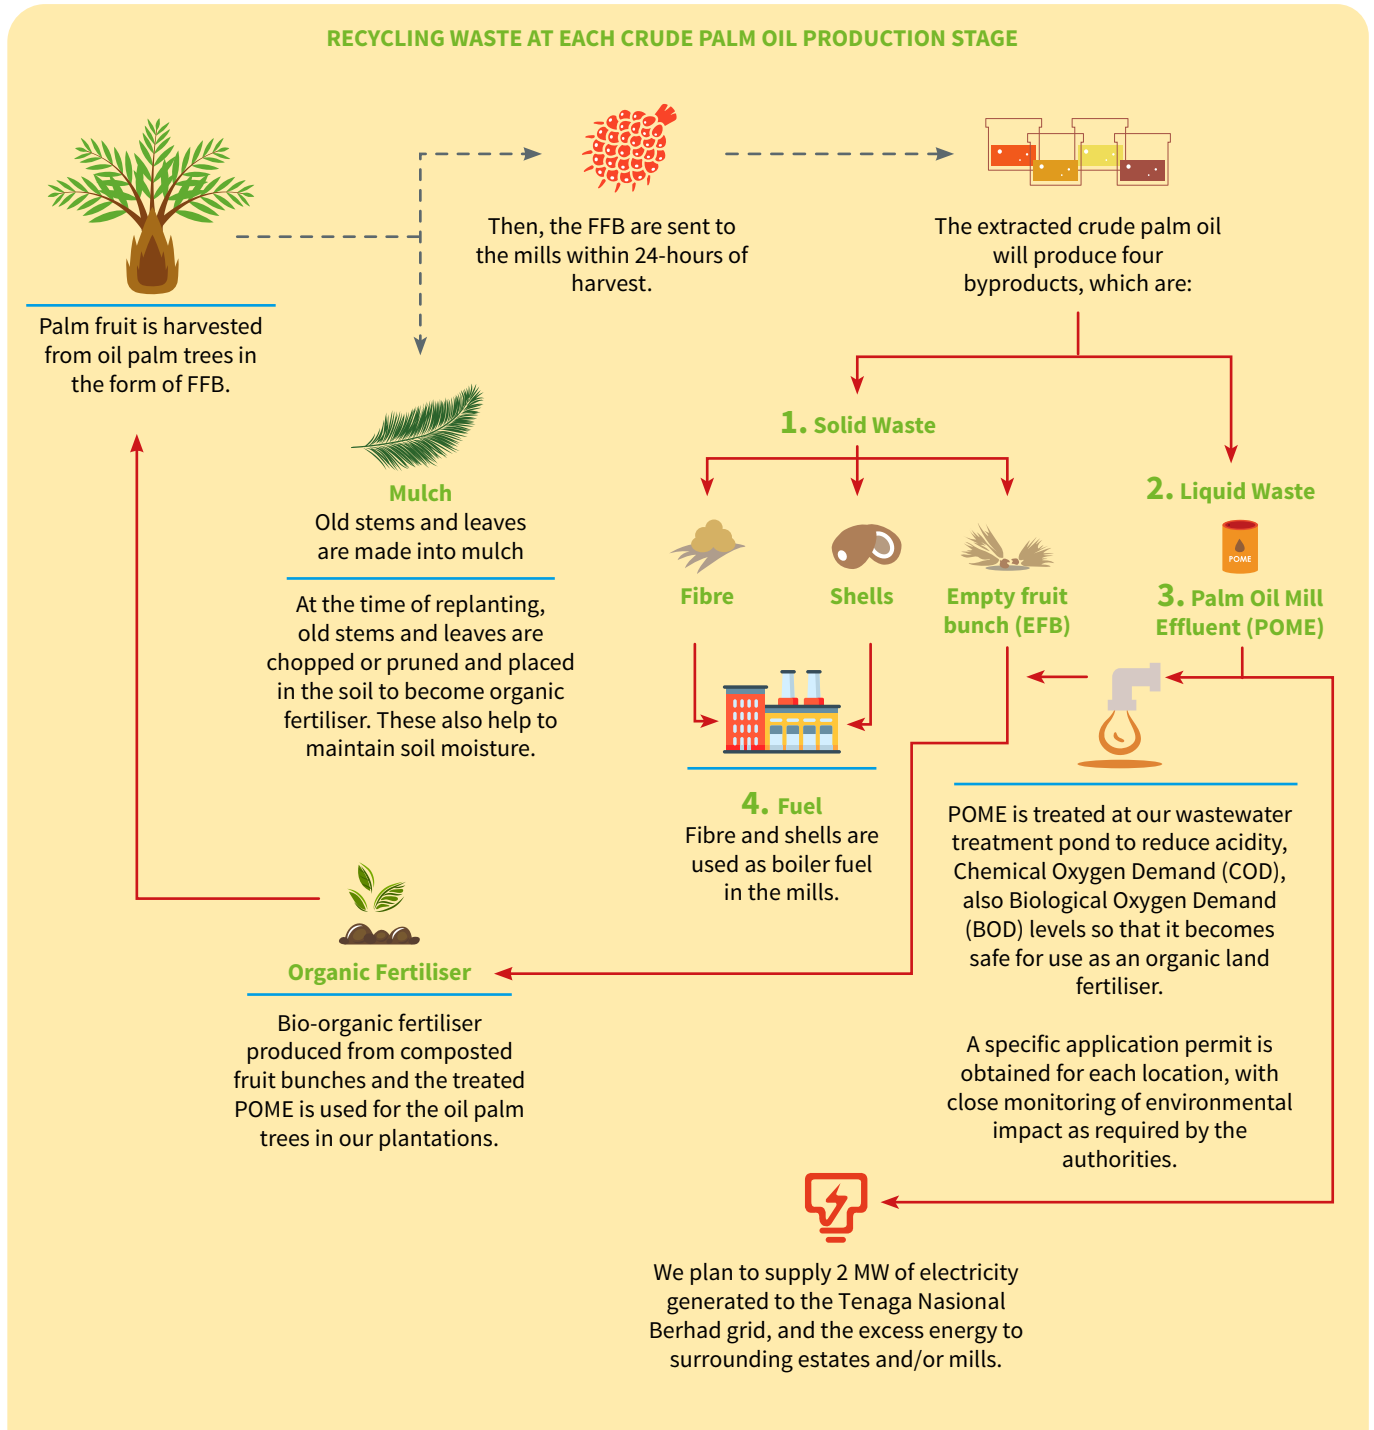 RECYCLING WASTE AT EACH CRUDE PALM OIL PRODUCTION STAGE
Palm fruit is harvested
from oil palm trees in
the form of FFB.
Then, the FFB are sent to
the mills within 24-hours of
harvest.
The extracted crude palm oil
will produce four
byproducts, which are:
Mulch
Old stems and leaves
are made into mulch
At the time of replanting,
old stems and leaves are
chopped or pruned and placed
in the soil to become organic
fertiliser. These also help to
maintain soil moisture.
1. Solid Waste
Fibre
Shells
Empty fruit
bunch (EFB)
2. Liquid Waste
POME
3. Palm Oil Mill
Effluent (POME)
4. Fuel
Fibre and shells are
used as boiler fuel
in the mills.
POME is treated at our wastewater
treatment pond to reduce acidity,
Chemical Oxygen Demand (COD),
also Biological Oxygen Demand
(BOD) levels so that it becomes
safe for use as an organic land
fertiliser.
A specific application permit is
obtained for each location, with
close monitoring of environmental
impact as required by the
authorities.
Organic Fertiliser
Bio-organic fertiliser
produced from composted
fruit bunches and the treated
POME is used for the oil palm
trees in our plantations.
We plan to supply 2 MW of electricity
generated to the Tenaga Nasional
Berhad grid, and the excess energy to
surrounding estates and/or mills.